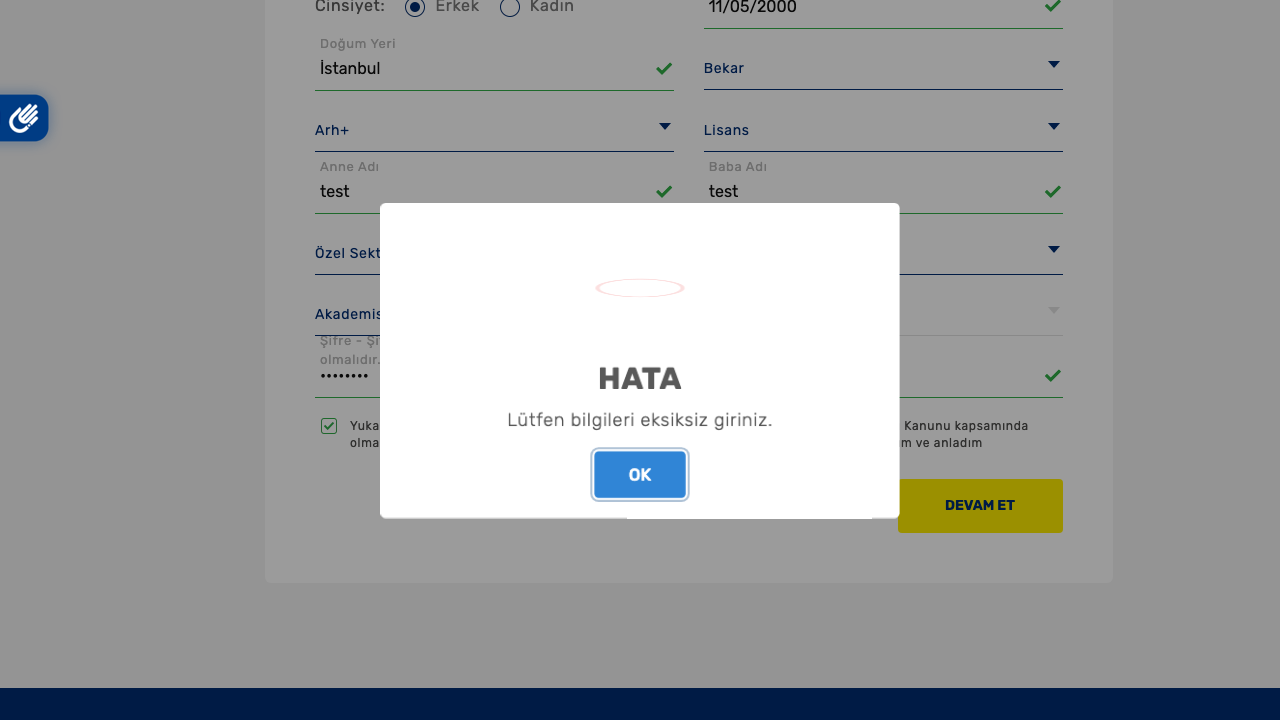 Cinsiyet: Erkek Kadın 11/05/2000
Doğum Yeri
İstanbul Bekar
Arh+ Lisans
Anne Adı Baba Adı
test test
Özel Sekt
HATA
Akademis
Şifre - Şi
olmalıdır.
••••••••
Lütfen bilgileri eksiksiz giriniz.
Yuka Kanunu kapsamında
olma m ve anladım
OK
DEVAM ET